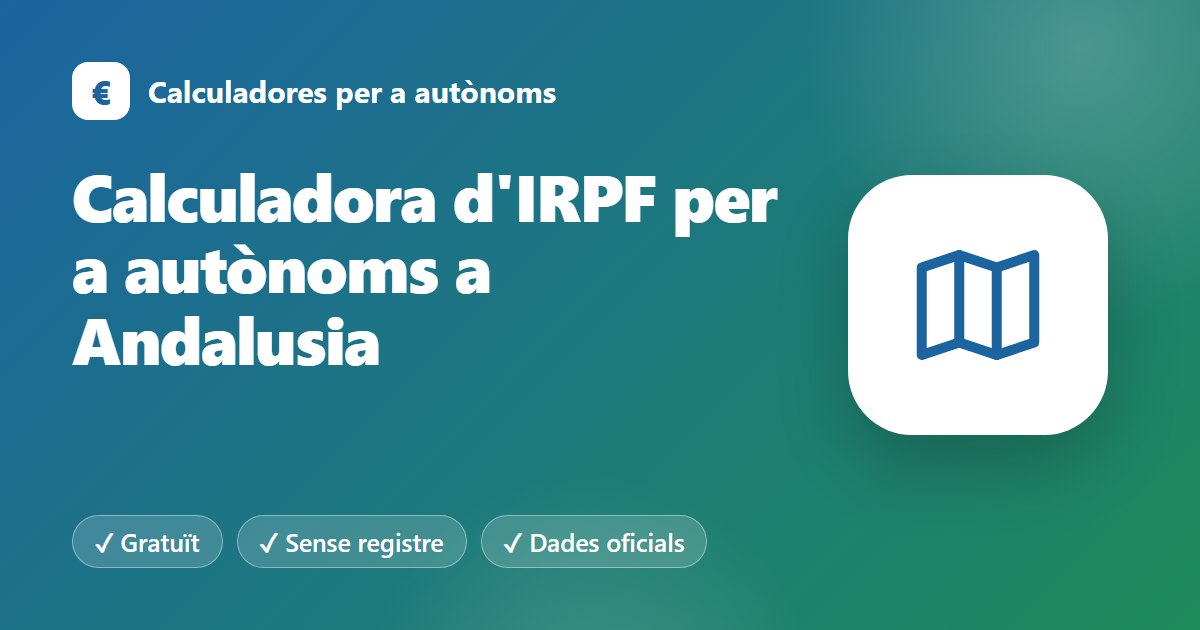 €
Calculadores per a autònoms
Calculadora d'IRPF per
a autònoms a
Andalusia
✓ Gratuït
✓ Sense registre
✓ Dades oficials